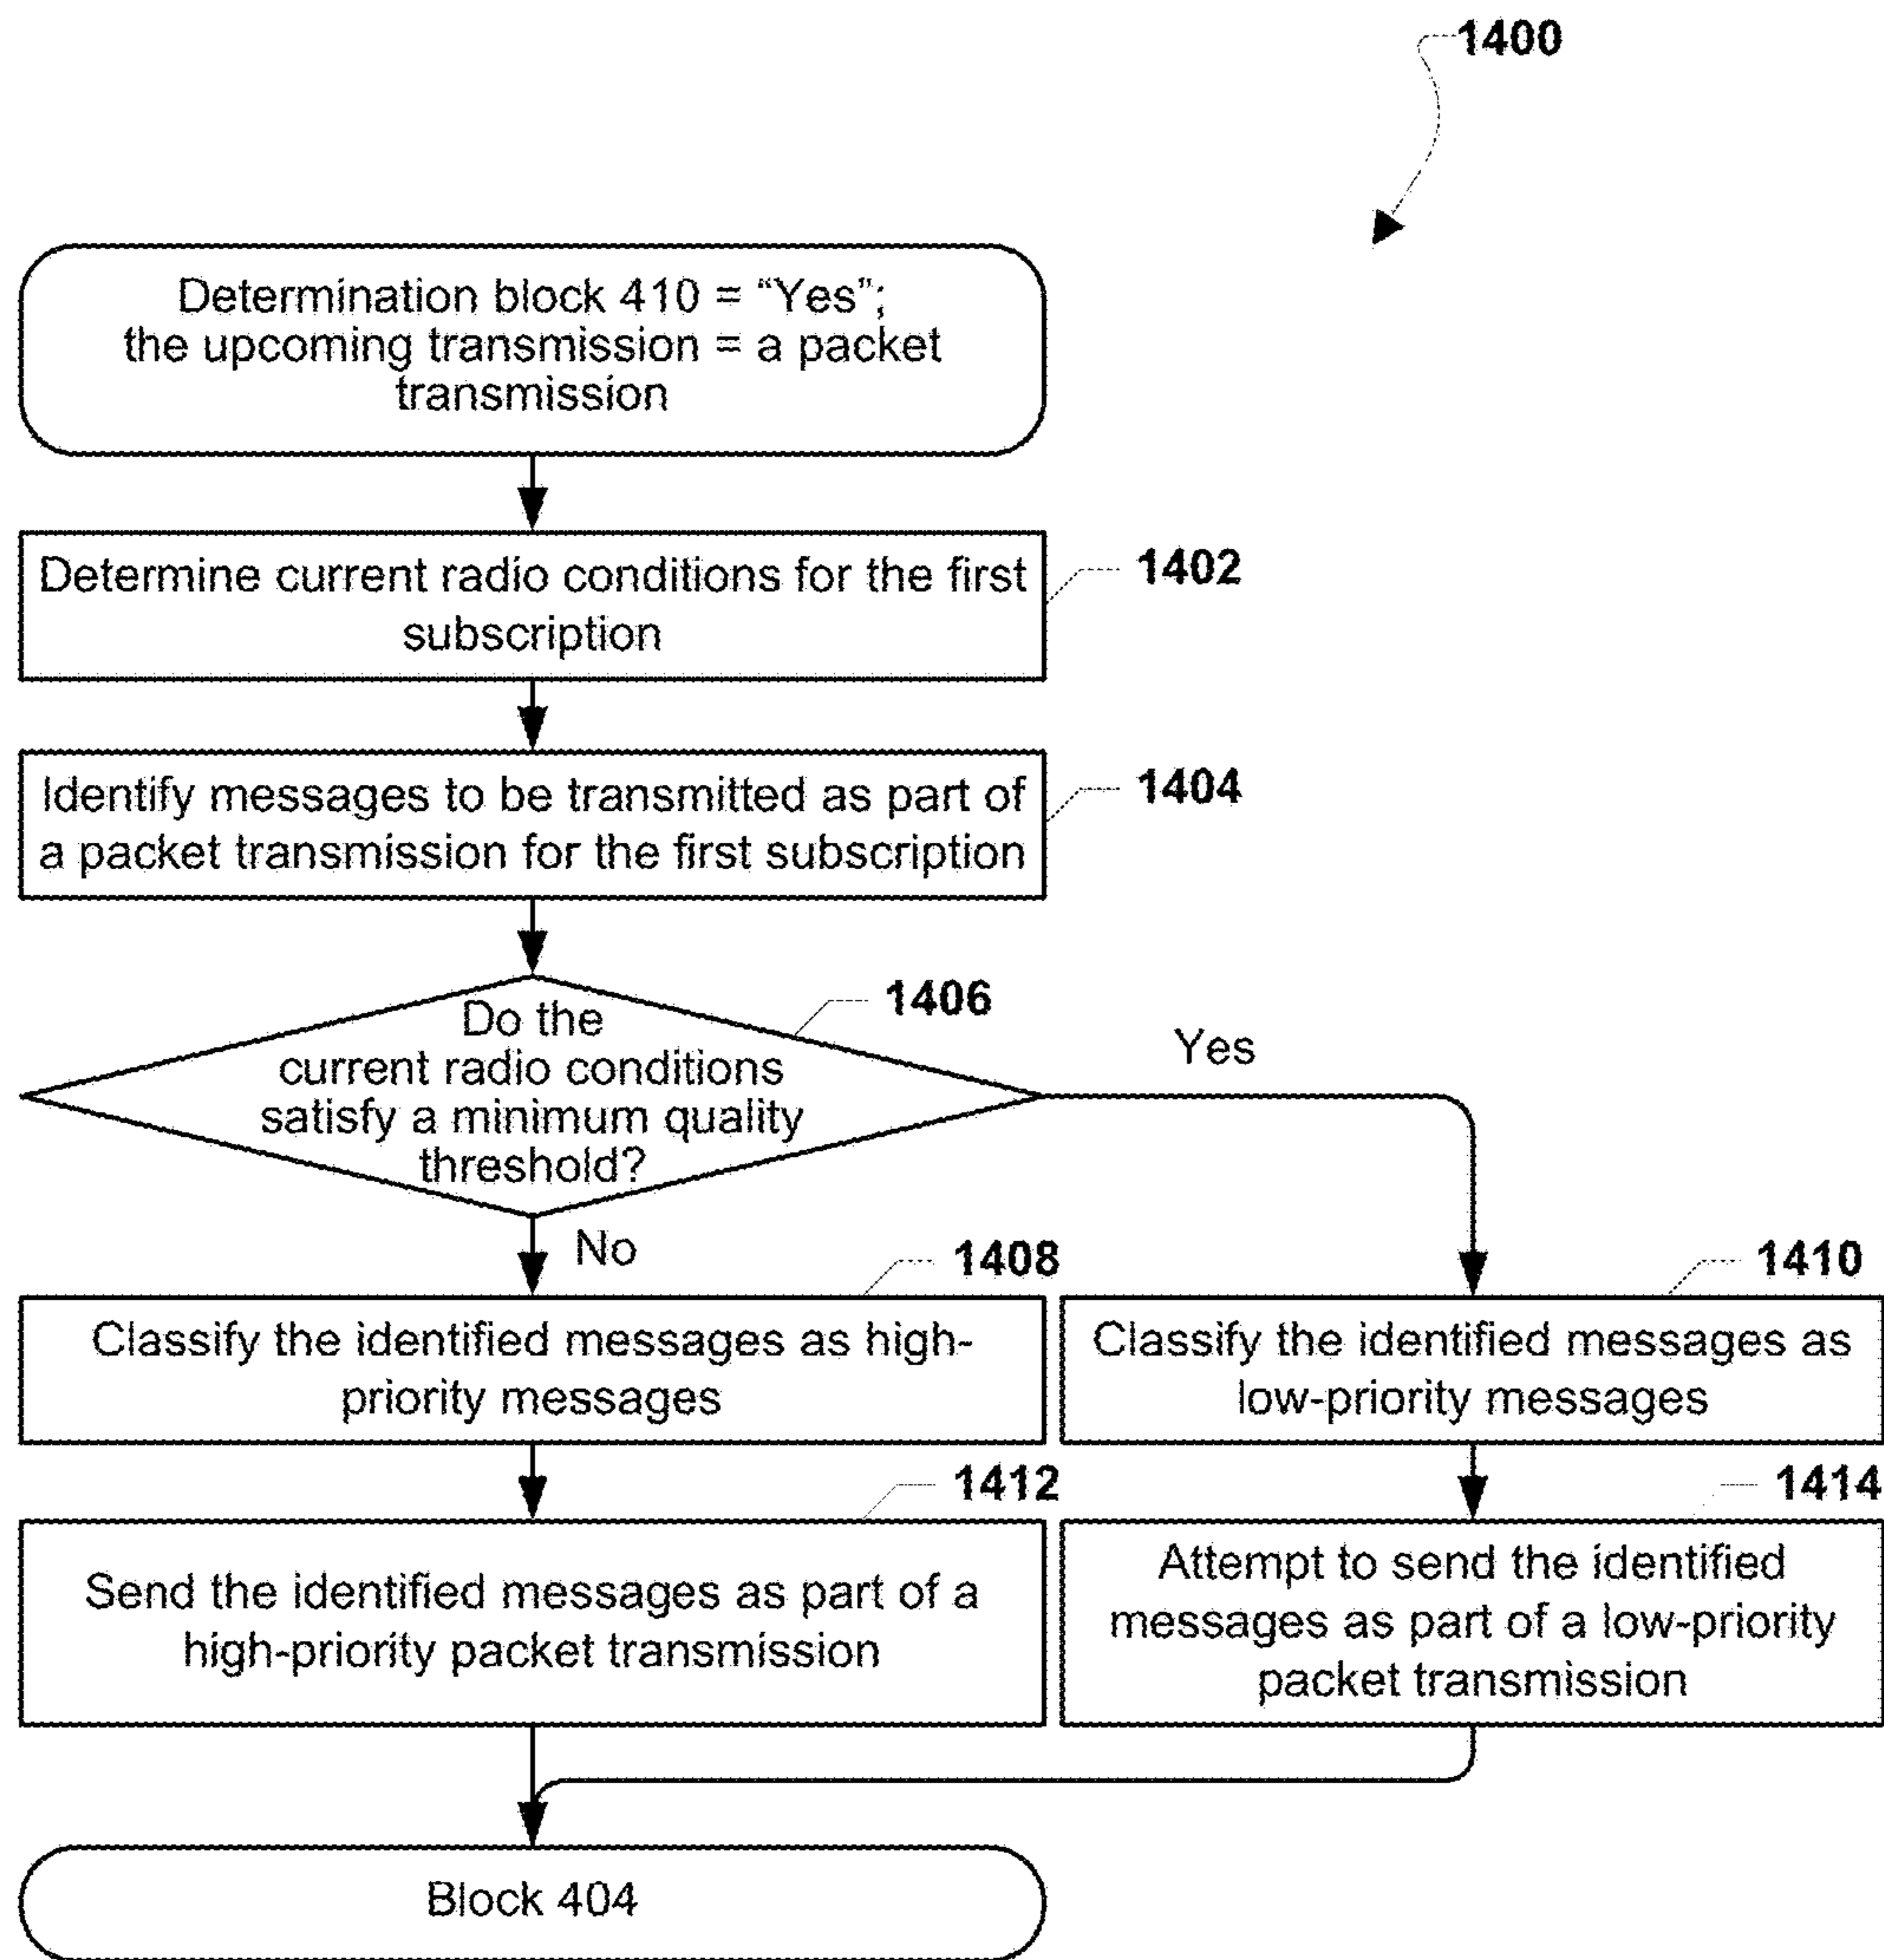 1400
Determination block 410 = “Yes”;
the upcoming transmission = a packet
transmission
Determine current radio conditions for the first
subscription
1402
Identify messages to be transmitted as part of
a packet transmission for the first subscription
1404
Do the
current radio conditions
satisfy a minimum quality
threshold?
1406
Yes
No
1408
Classify the identified messages as high-
priority messages
1410
Classify the identified messages as
low-priority messages
1412
Send the identified messages as part of a
high-priority packet transmission
1414
Attempt to send the identified
messages as part of a low-priority
packet transmission
Block 404